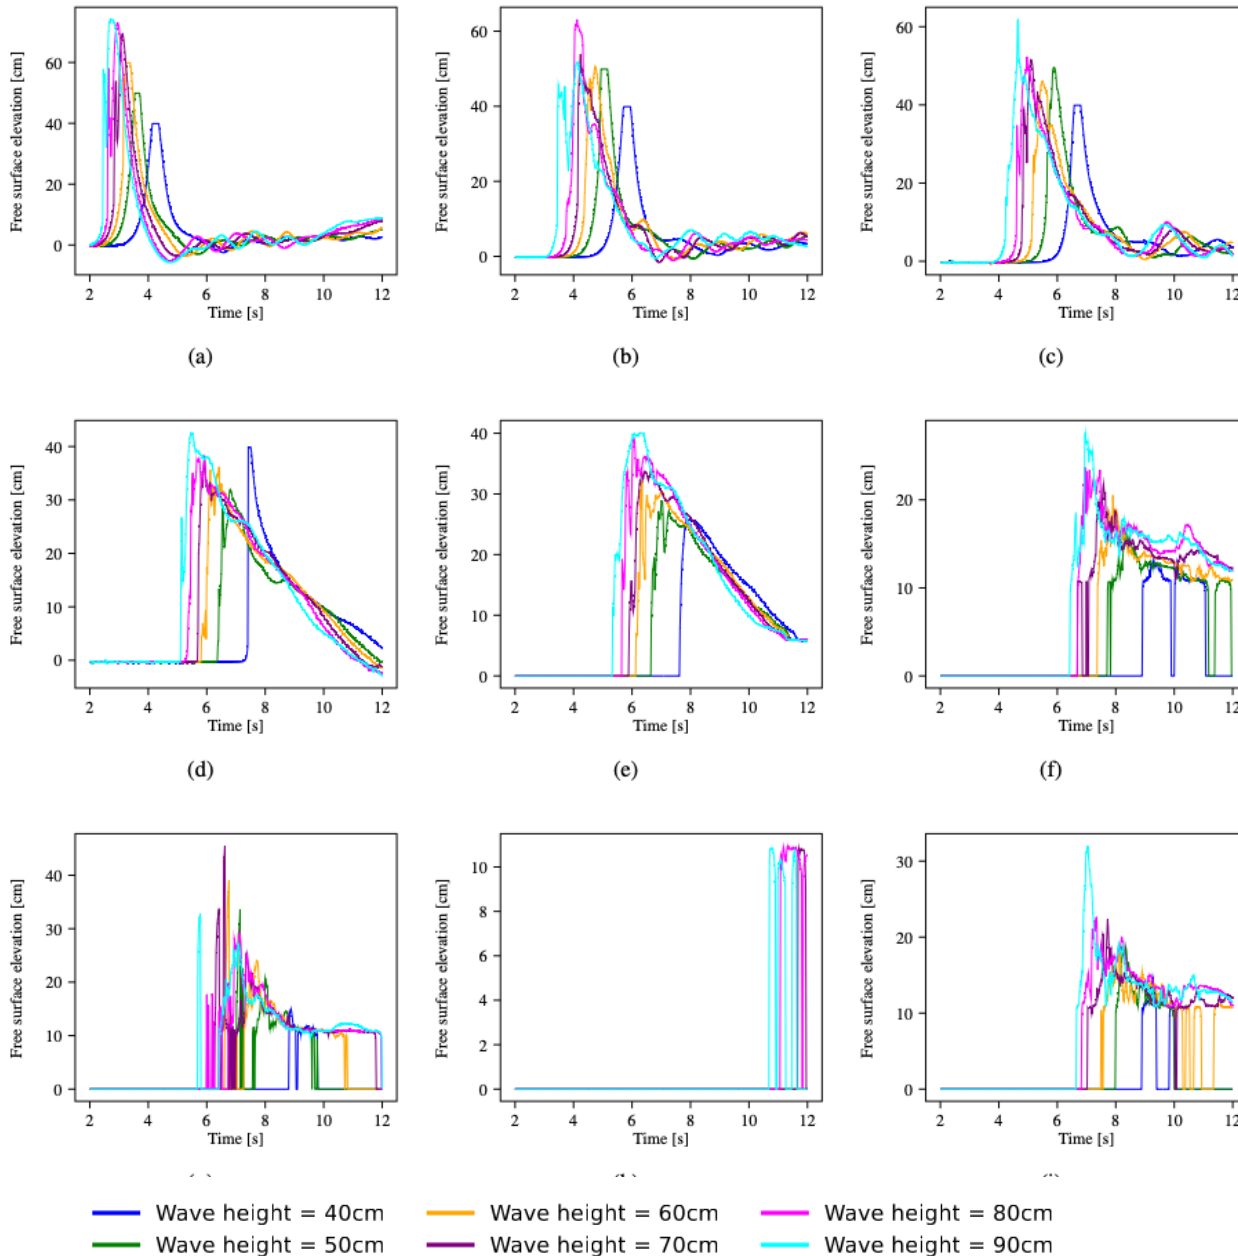 60
40
20
0
Free surface elevation [cm]
2 4 6 8 10 12
Time [s]
(a)
60
40
20
0
Free surface elevation [cm]
2 4 6 8 10 12
Time [s]
(b)
60
40
20
0
Free surface elevation [cm]
2 4 6 8 10 12
Time [s]
(c)
40
30
20
10
0
Free surface elevation [cm]
2 4 6 8 10 12
Time [s]
(d)
40
30
20
10
0
Free surface elevation [cm]
2 4 6 8 10 12
Time [s]
(e)
20
10
0
Free surface elevation [cm]
2 4 6 8 10 12
Time [s]
(f)
40
30
20
10
0
Free surface elevation [cm]
2 4 6 8 10 12
Time [s]
10
8
6
4
2
0
Free surface elevation [cm]
2 4 6 8 10 12
Time [s]
30
20
10
0
Free surface elevation [cm]
2 4 6 8 10 12
Time [s]
Wave height = 40cm
Wave height = 60cm
Wave height = 80cm
Wave height = 50cm
Wave height = 70cm
Wave height = 90cm